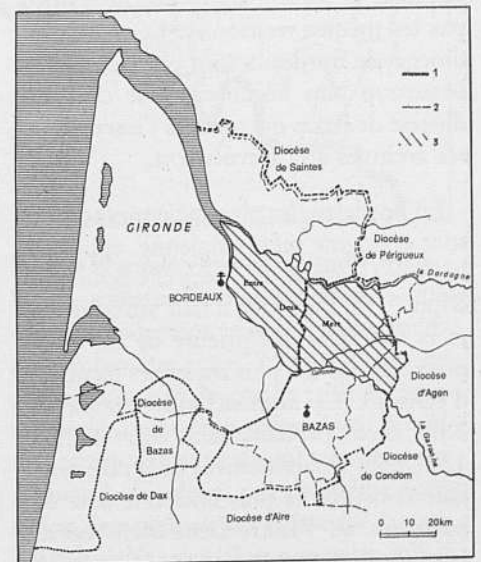 1
2
3
Diocèse
de Saintes
GIRONDE
Diocèse
de Périgueux
la Dordogne
BORDEAUX
Entre
Deux
Mers
Diocèse
d'Agen
Diocèse
de
Bazas
BAZAS
La Garonne
Diocèse
de Condom
Diocèse de Dax
Diocèse d'Aire
0 10 20km